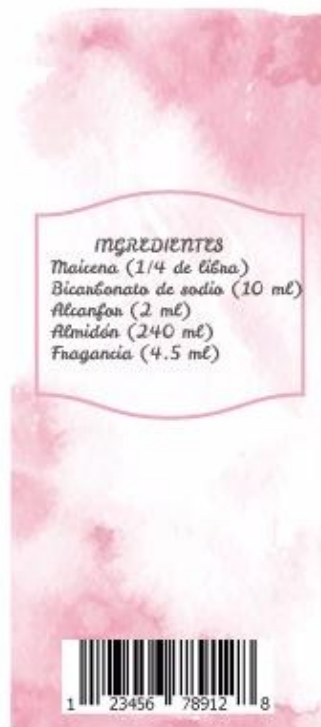 INGREDIENTES
Maicena (1/4 de libra)
Bicarbonato de sodio (10 ml)
Alcanfor (2 ml)
Almidón (240 ml)
Fragancia (4.5 ml)
1 23456 78912 8